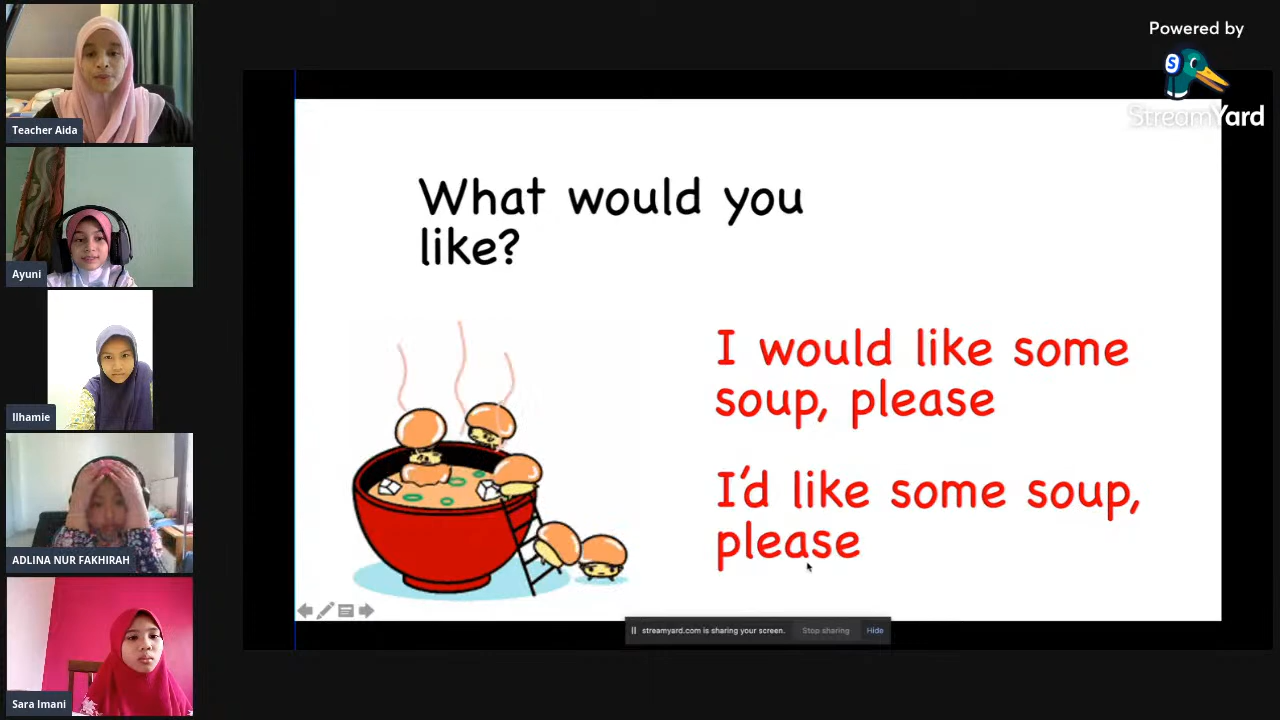 Powered by
S
StreamYard
Teacher Aida
Ayuni
Ilhamie
ADLINA NUR FAKHIRAH
Sara Imani
What would you
like?
I would like some
soup, please
I'd like some soup,
please
streamyard.com is sharing your screen.
Stop sharing
Hide